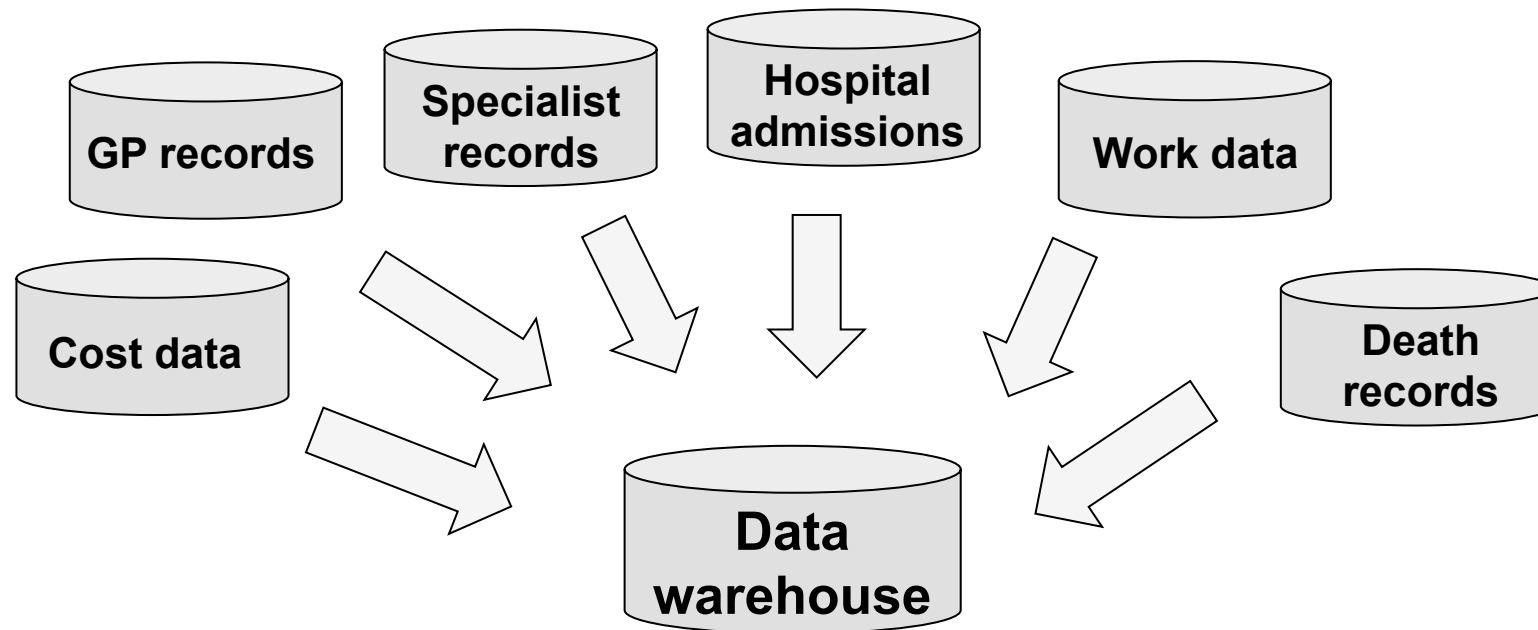 GP records
Specialist
records
Hospital
admissions
Work data
Cost data
Death
records
Data
warehouse